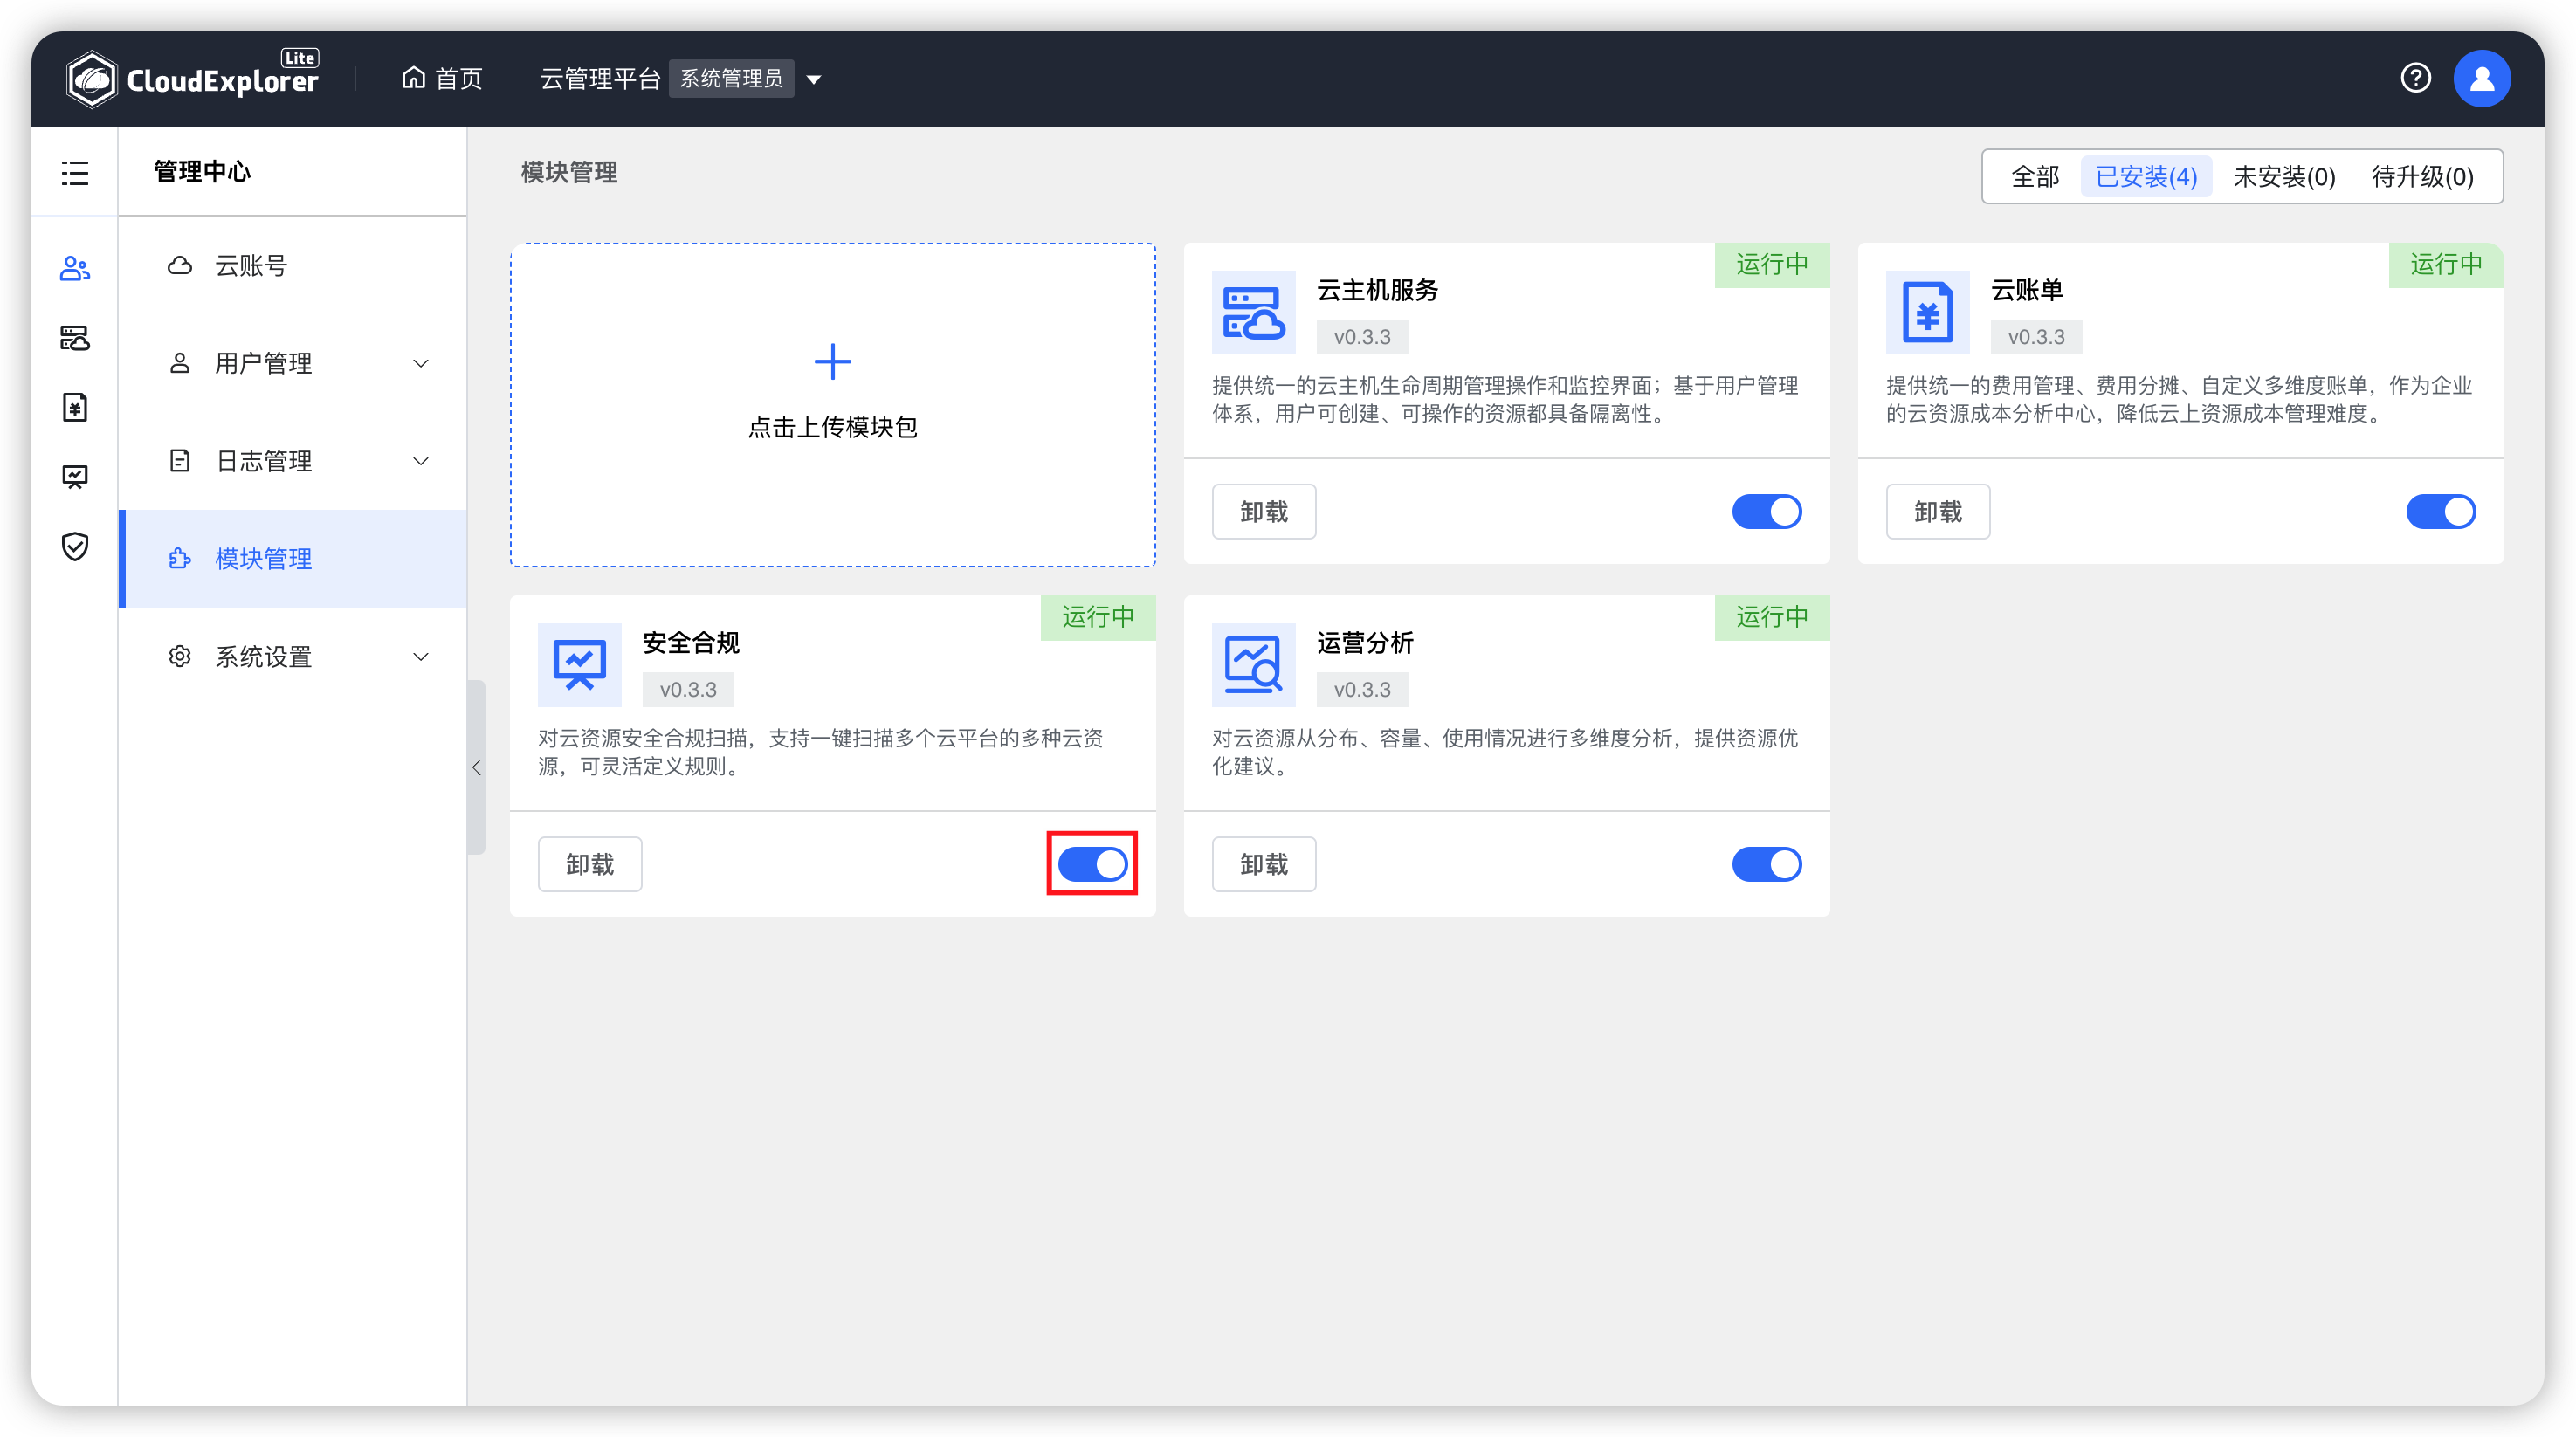 CloudExplorer Lite
首页
云管理平台 系统管理员
管理中心
云账号
用户管理
日志管理
模块管理
系统设置
模块管理
全部 已安装(4) 未安装(0) 待升级(0)
点击上传模块包
运行中
云主机服务
v0.3.3
提供统一的云主机生命周期管理操作和监控界面；基于用户管理
体系，用户可创建、可操作的资源都具备隔离性。
卸载
运行中
云账单
v0.3.3
提供统一的费用管理、费用分摊、自定义多维度账单，作为企业
的云资源成本分析中心，降低云上资源成本管理难度。
卸载
运行中
安全合规
v0.3.3
对云资源安全合规扫描，支持一键扫描多个云平台的多种云资
源，可灵活定义规则。
卸载
运行中
运营分析
v0.3.3
对云资源从分布、容量、使用情况进行多维度分析，提供资源优
化建议。
卸载